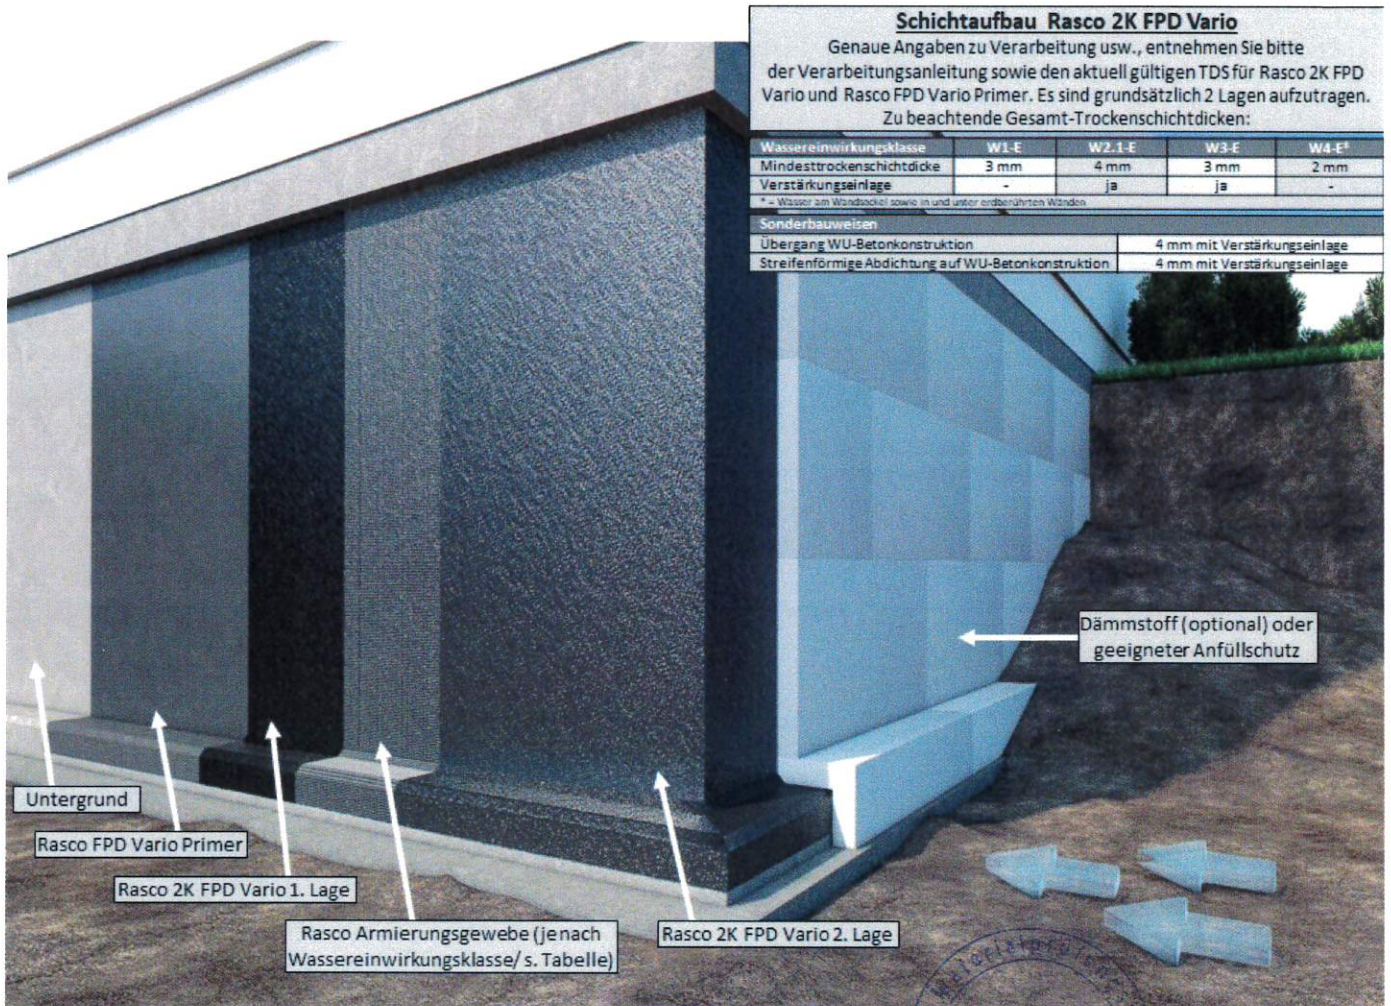 Schichtaufbau Rasco 2K FPD Vario
Genaue Angaben zu Verarbeitung usw., entnehmen Sie bitte
der Verarbeitungsanleitung sowie den aktuell gültigen TDS für Rasco 2K FPD
Vario und Rasco FPD Vario Primer. Es sind grundsätzlich 2 Lagen aufzutragen.
Zu beachtende Gesamt-Trockenschichtdicken:
Wassereinwirkungsklasse W1-E W2.1-E W3-E W4-E*
Mindesttrockenschichtdicke 3 mm 4 mm 3 mm 2 mm
Verstärkungseinlage - ja ja -
* = Wasser am Wandsockel sowie in und unter erdberührten Wänden
Sonderbauweisen
Übergang WU-Betonkonstruktion 4 mm mit Verstärkungseinlage
Streifenförmige Abdichtung auf WU-Betonkonstruktion 4 mm mit Verstärkungseinlage
Dämmstoff (optional) oder
geeigneter Anfüllschutz
Untergrund
Rasco FPD Vario Primer
Rasco 2K FPD Vario 1. Lage
Rasco Armierungsgewebe (je nach
Wassereinwirkungsklasse/ s. Tabelle)
Rasco 2K FPD Vario 2. Lage